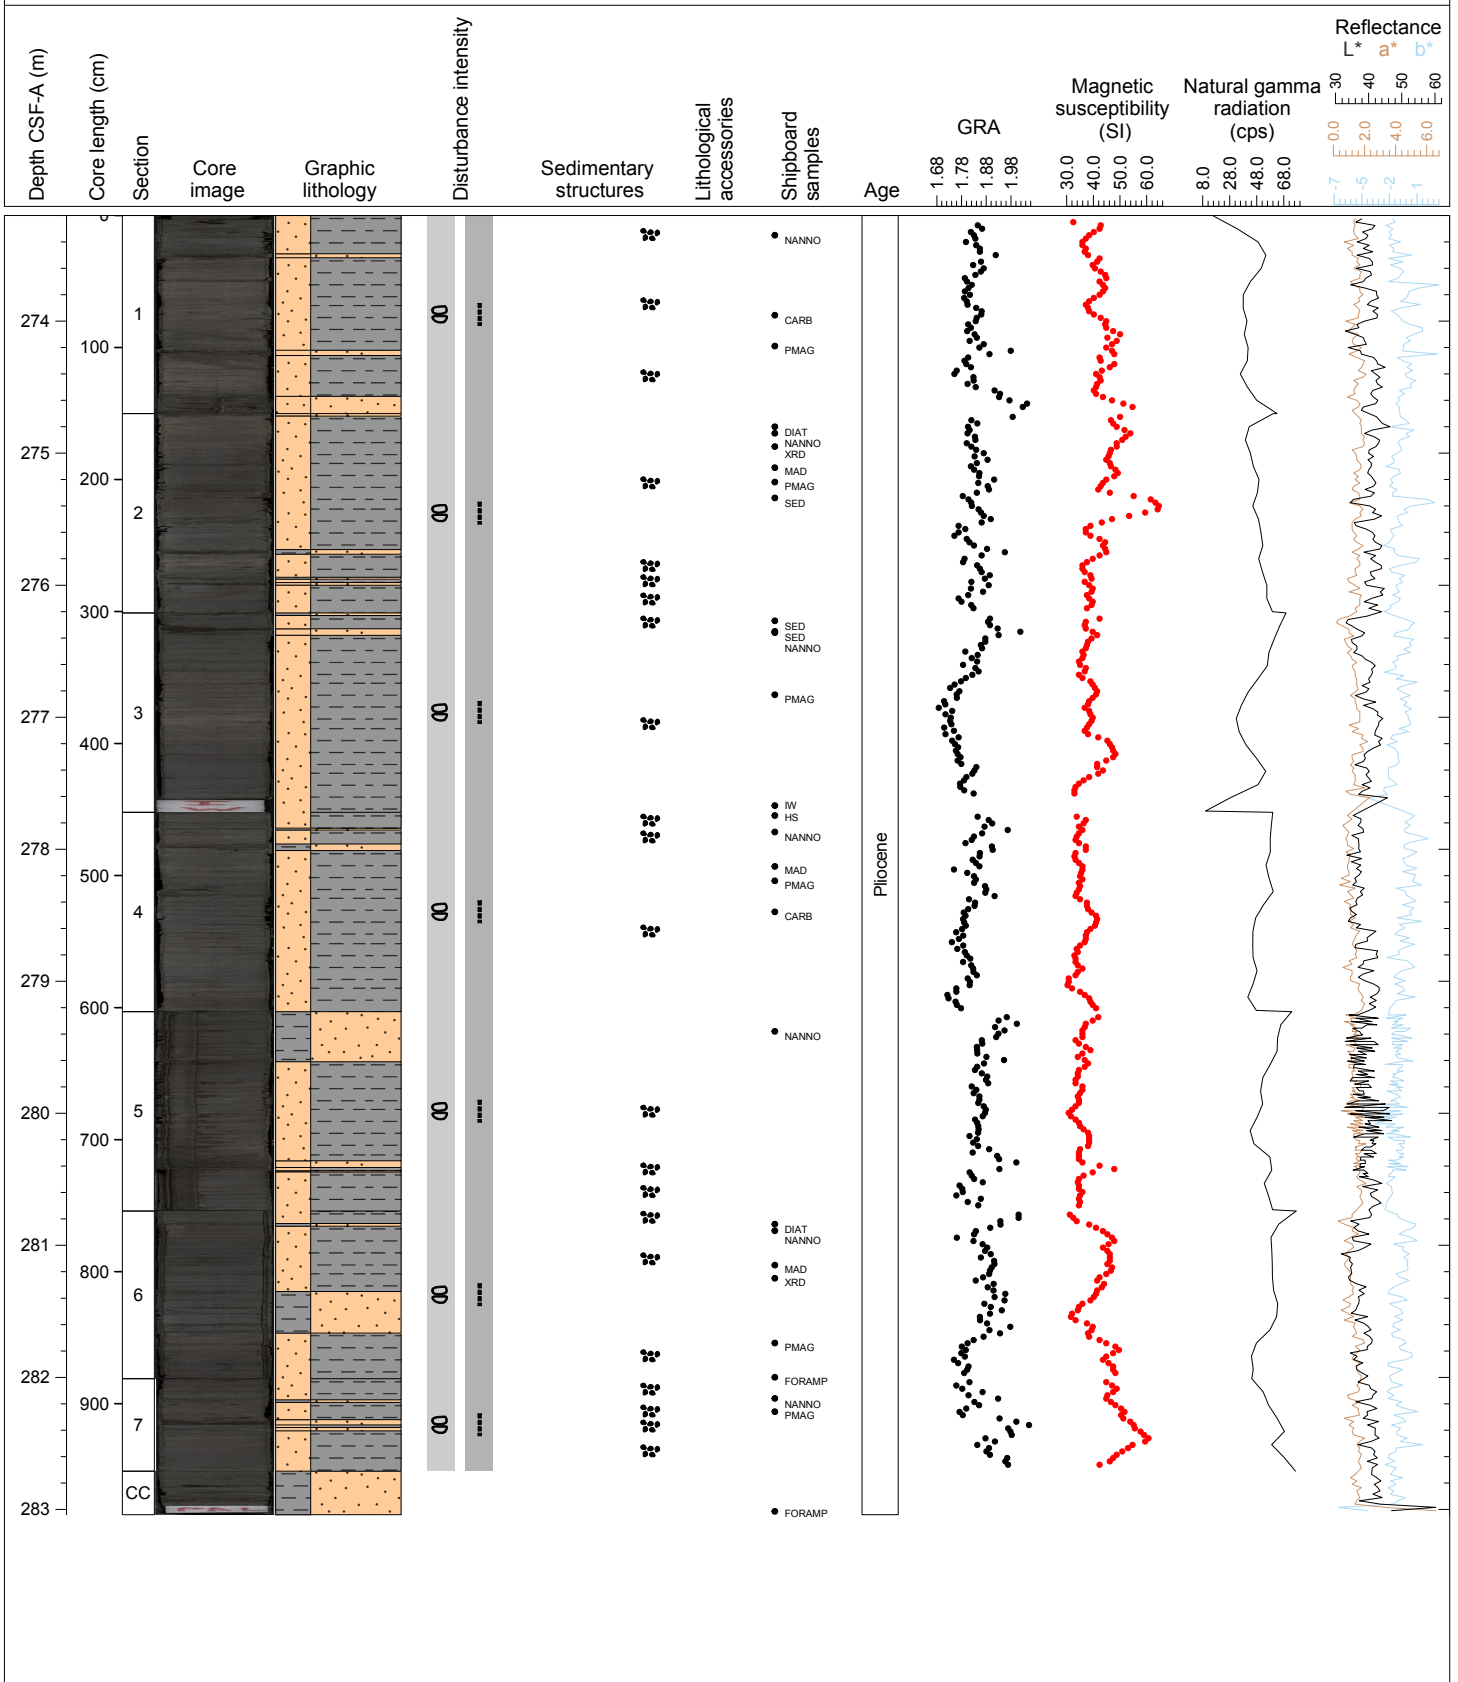 Depth CSF-A (m)
Core length (cm)
Section
Core
image
Graphic
lithology
Disturbance intensity
Sedimentary
structures
Lithological
accessories
Shipboard
samples
Age
GRA
1.68 1.78 1.88 1.98
Magnetic
susceptibility
(SI)
30.0 40.0 50.0 60.0
Natural gamma
radiation
(cps)
8.0 28.0 48.0 68.0
Reflectance
L* a* b*
30 40 50 60
0.0 2.0 4.0 6.0
-7 -5 -2 1
0
NANNO
1
274
CARB
100
PMAG
DIAT
NANNO
275
XRD
MAD
200
PMAG
SED
2
276
300
SED
SED
NANNO
PMAG
3
277
400
IW
HS
NANNO
278
MAD
500
PMAG
4
CARB
Pliocene
279
600
NANNO
5
280
700
DIAT
NANNO
281
MAD
800
XRD
6
PMAG
282
FORAMP
900
NANNO
PMAG
7
CC
283
FORAMP